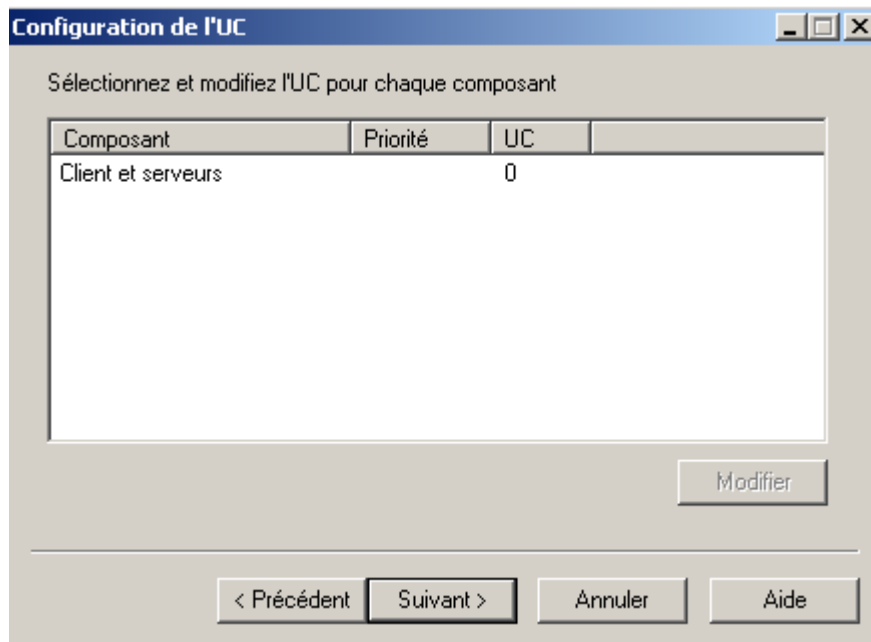 Configuration de l'UC
Sélectionnez et modifiez l'UC pour chaque composant
Composant Priorité UC
Client et serveurs 0
Modifier
< Précédent Suivant > Annuler Aide